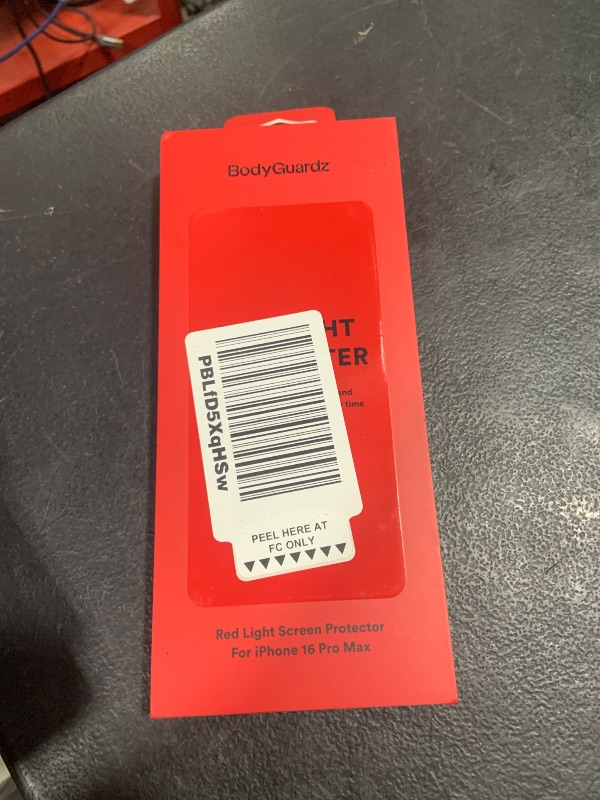 BodyGuardz
HT
TER
and
time
PBLfD5XqHSw
PEEL HERE AT
FC ONLY
Red Light Screen Protector
For iPhone 16 Pro Max